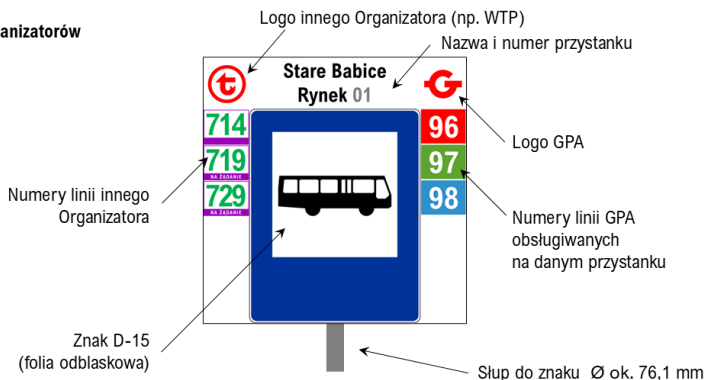 anizatorów
Logo innego Organizatora (np. WTP)
Nazwa i numer przystanku
Stare Babice
Rynek 01
t
G
714
719
NA ŻĄDANIE
729
NA ŻĄDANIE
96
97
98
Logo GPA
Numery linii innego
Organizatora
Numery linii GPA
obsługiwanych
na danym przystanku
Znak D-15
(folia odblaskowa)
Słup do znaku Ø ok. 76,1 mm